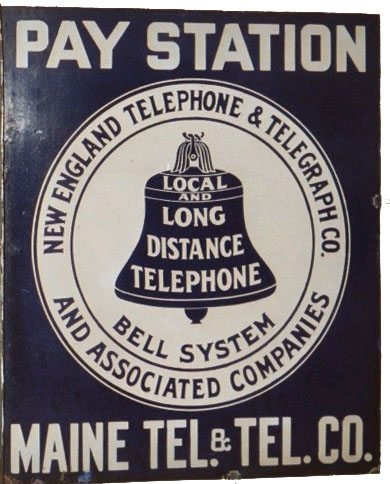 PAY STATION
NEW ENGLAND TELEPHONE & TELEGRAPH CO.
LOCAL
AND
LONG
DISTANCE
TELEPHONE
BELL SYSTEM
AND ASSOCIATED COMPANIES
MAINE TEL. & TEL. CO.